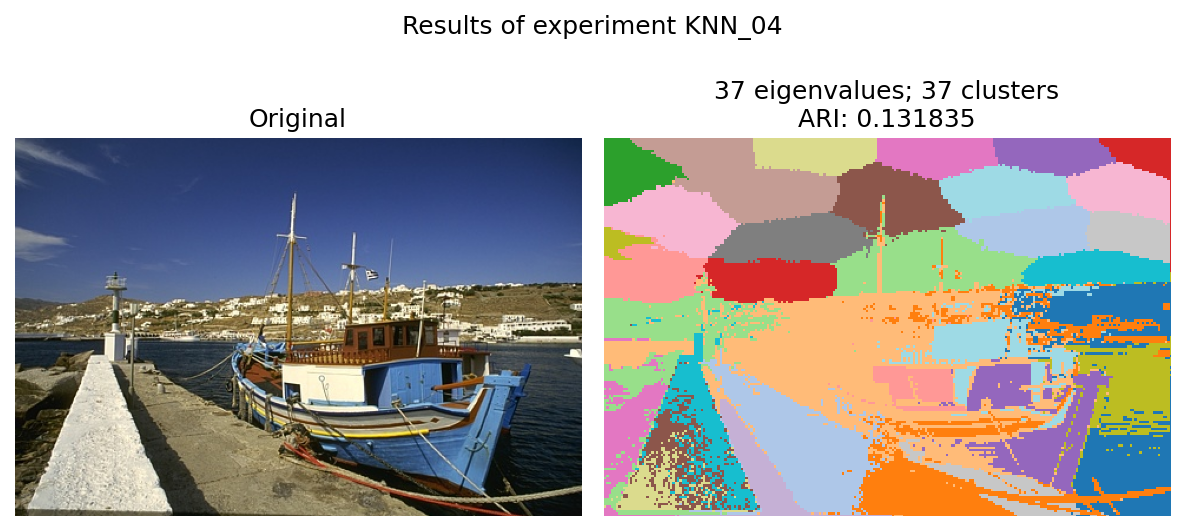 Results of experiment KNN_04
Original
37 eigenvalues; 37 clusters
ARI: 0.131835